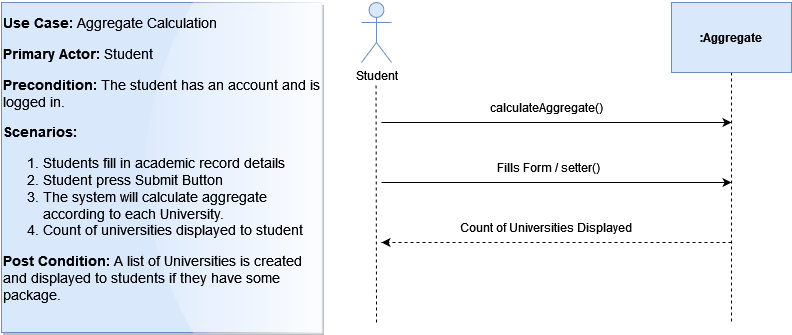 Use Case: Aggregate Calculation
Primary Actor: Student
Precondition: The student has an account and is
logged in.
Scenarios:
1. Students fill in academic record details
2. Student press Submit Button
3. The system will calculate aggregate
according to each University.
4. Count of universities displayed to student
Post Condition: A list of Universities is created
and displayed to students if they have some
package.
Student
:Aggregate
calculateAggregate()
Fills Form / setter()
Count of Universities Displayed